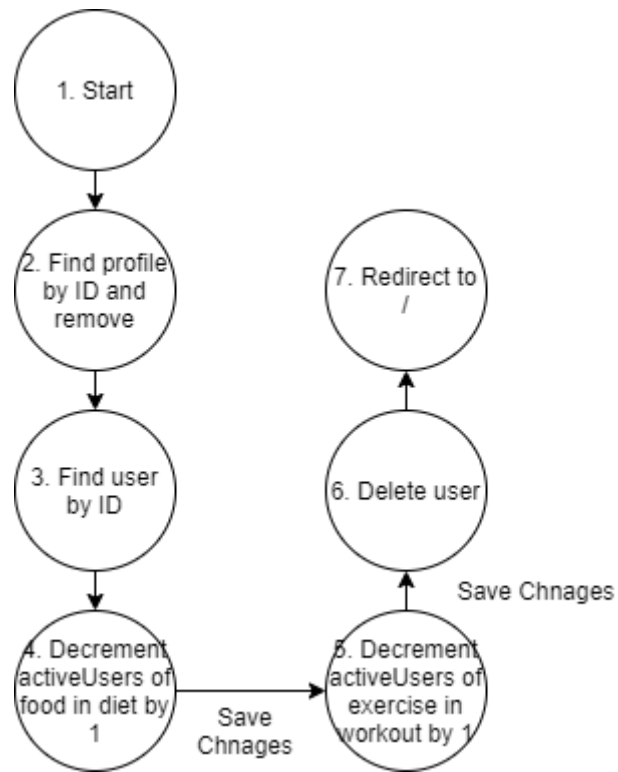 1. Start
2. Find profile
by ID and
remove
3. Find user
by ID
4. Decrement
activeUsers of
food in diet by
1
Save
Chnages
5. Decrement
activeUsers of
exercise in
workout by 1
Save Chnages
6. Delete user
7. Redirect to
/